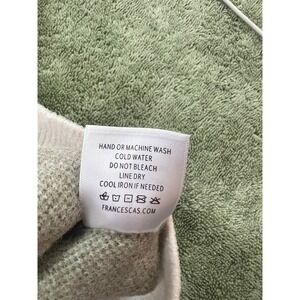 HAND OR MACHINE WASH
COLD WATER
DO NOT BLEACH
LINE DRY
COOL IRON IF NEEDED
FRANCESCAS.COM